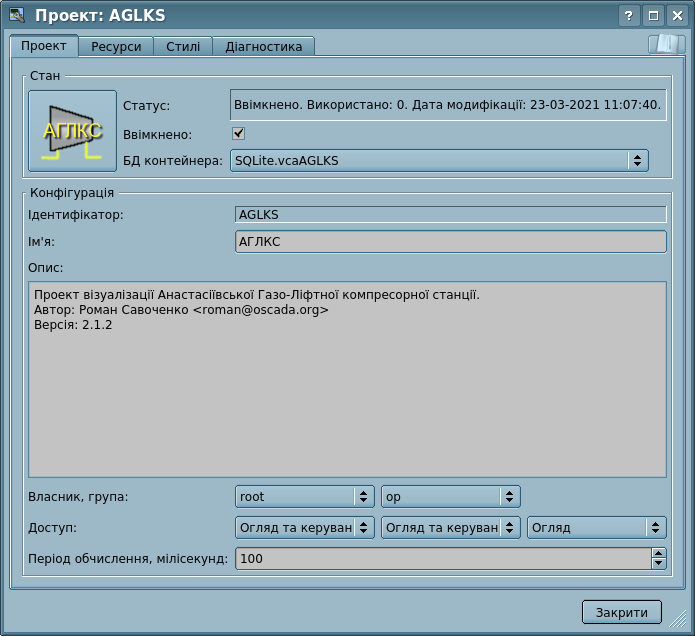 Проект: AGLKS
Проект Ресурси Стилі Діагностика
Стан
АГЛКС
Статус: Ввімкнено. Використано: 0. Дата модифікації: 23-03-2021 11:07:40.
Ввімкнено:
БД контейнера: SQLite.vcaAGLKS
Конфігурація
Ідентифікатор: AGLKS
Ім'я: АГЛКС
Опис:
Проект візуалізації Анастасіївської Газо-Ліфтної компресорної станції.
Автор: Роман Савоченко <roman@oscada.org>
Версія: 2.1.2
Власник, група: root op
Доступ: Огляд та керуван Огляд та керуван Огляд
Період обчислення, мілісекунд: 100
Закрити